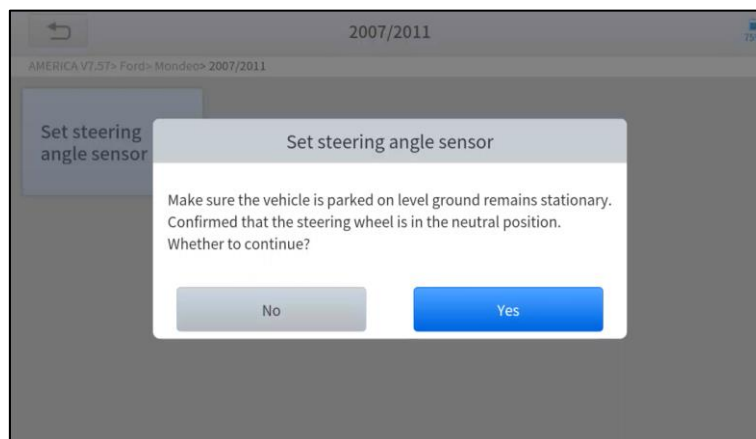 2007/2011
75%
AMERICA V7.57> Ford> Mondeo> 2007/2011
Set steering
angle sensor
Set steering angle sensor
Make sure the vehicle is parked on level ground remains stationary.
Confirmed that the steering wheel is in the neutral position.
Whether to continue?
No
Yes